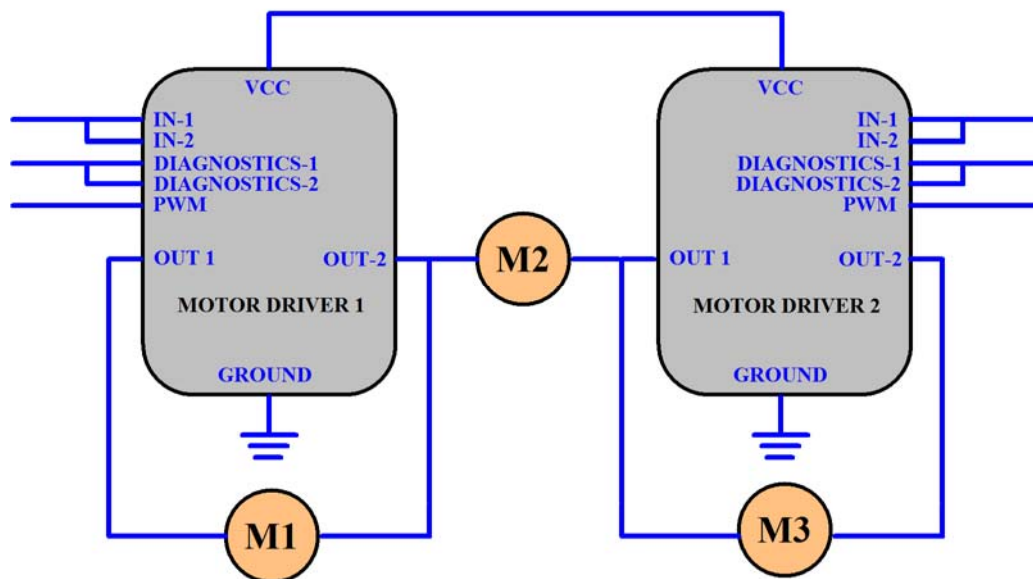 VCC
IN-1
IN-2
DIAGNOSTICS-1
DIAGNOSTICS-2
PWM
OUT 1
OUT-2
MOTOR DRIVER 1
GROUND
M1
M2
VCC
IN-1
IN-2
DIAGNOSTICS-1
DIAGNOSTICS-2
PWM
OUT 1
OUT-2
MOTOR DRIVER 2
GROUND
M3